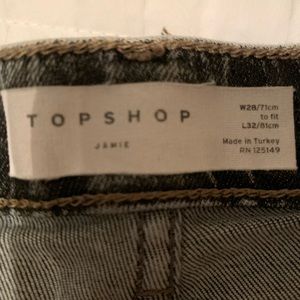 TOPSHOP
JAMIE
W28/71cm
to fit
L32/81cm
Made in Turkey
RN 125149